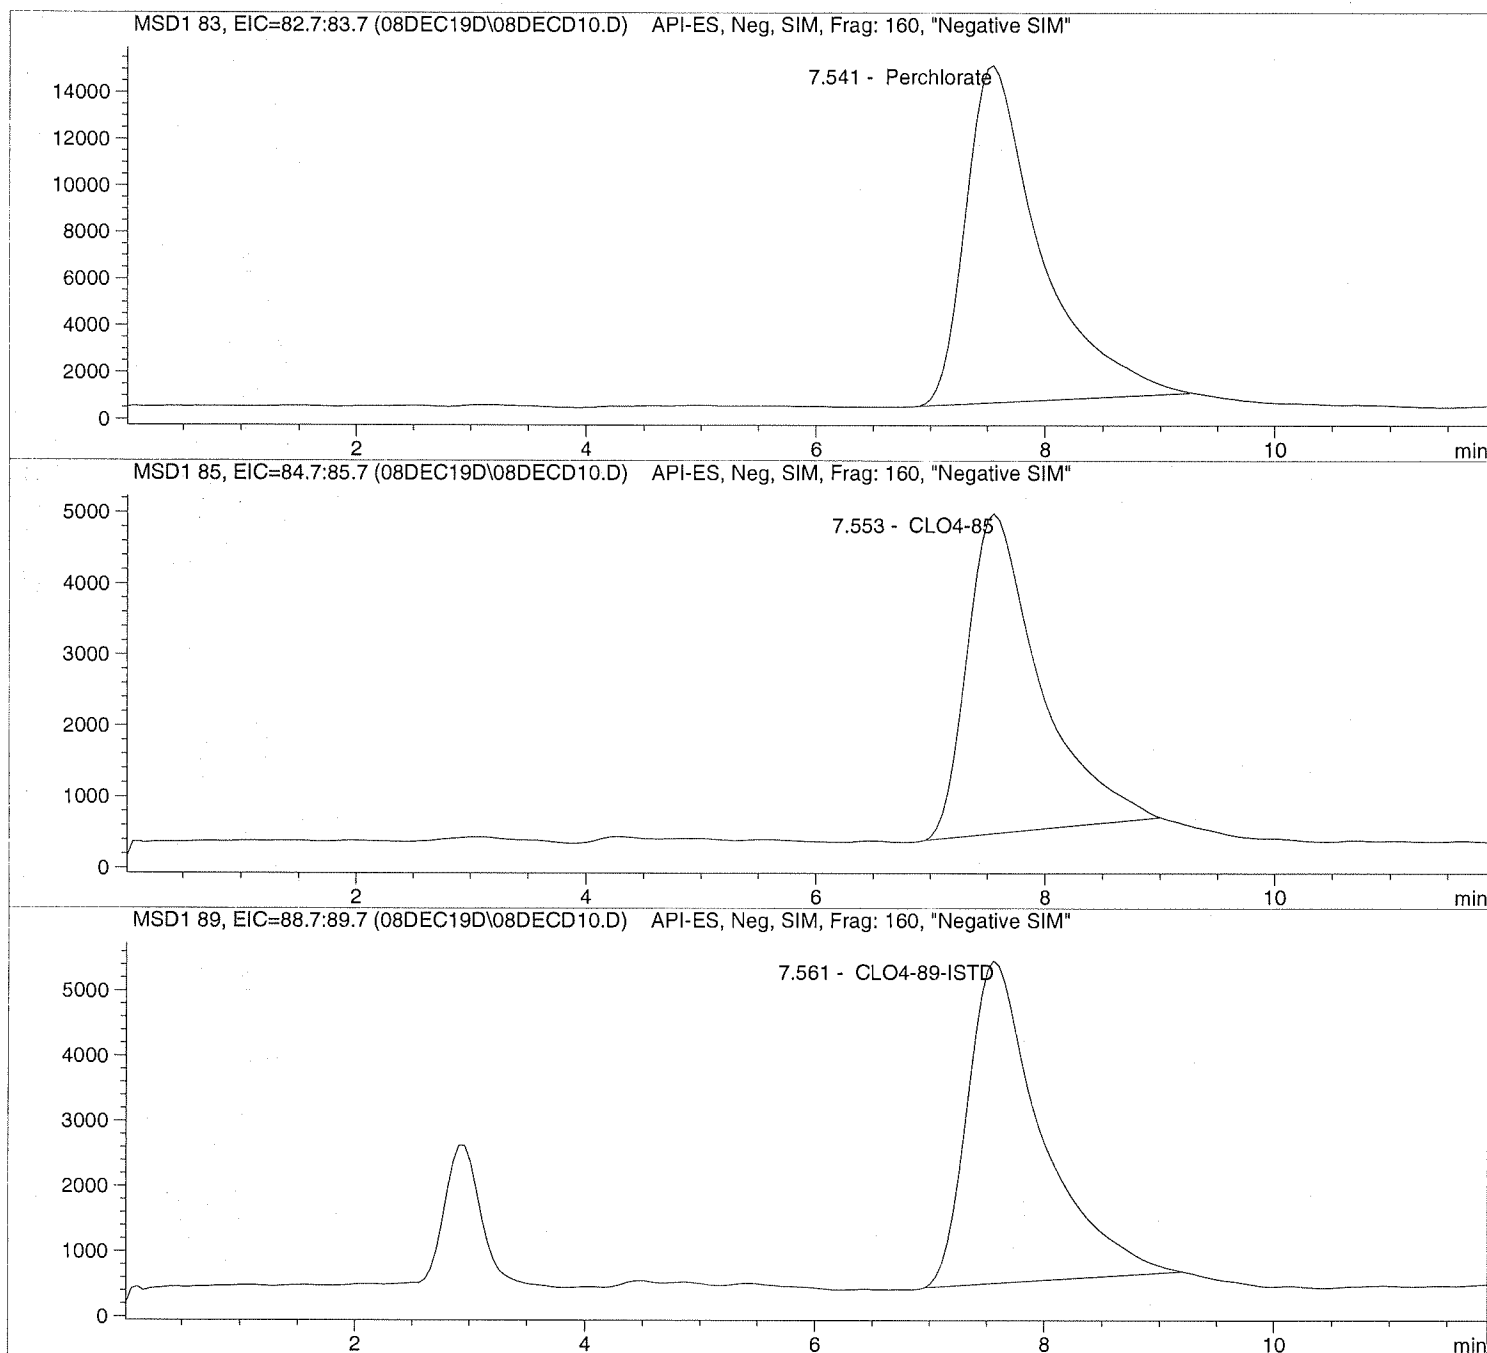 MSD1 83, EIC=82.7:83.7 (08DEC19D\08DECD10.D) API-ES, Neg, SIM, Frag: 160, "Negative SIM"
7.541 - Perchlorate
14000
12000
10000
8000
6000
4000
2000
0
2 4 6 8 10 min
MSD1 85, EIC=84.7:85.7 (08DEC19D\08DECD10.D) API-ES, Neg, SIM, Frag: 160, "Negative SIM"
5000
7.553 - CLO4-85
4000
3000
2000
1000
0
2 4 6 8 10 min
MSD1 89, EIC=88.7:89.7 (08DEC19D\08DECD10.D) API-ES, Neg, SIM, Frag: 160, "Negative SIM"
7.561 - CLO4-89-ISTD
5000
4000
3000
2000
1000
0
2 4 6 8 10 min